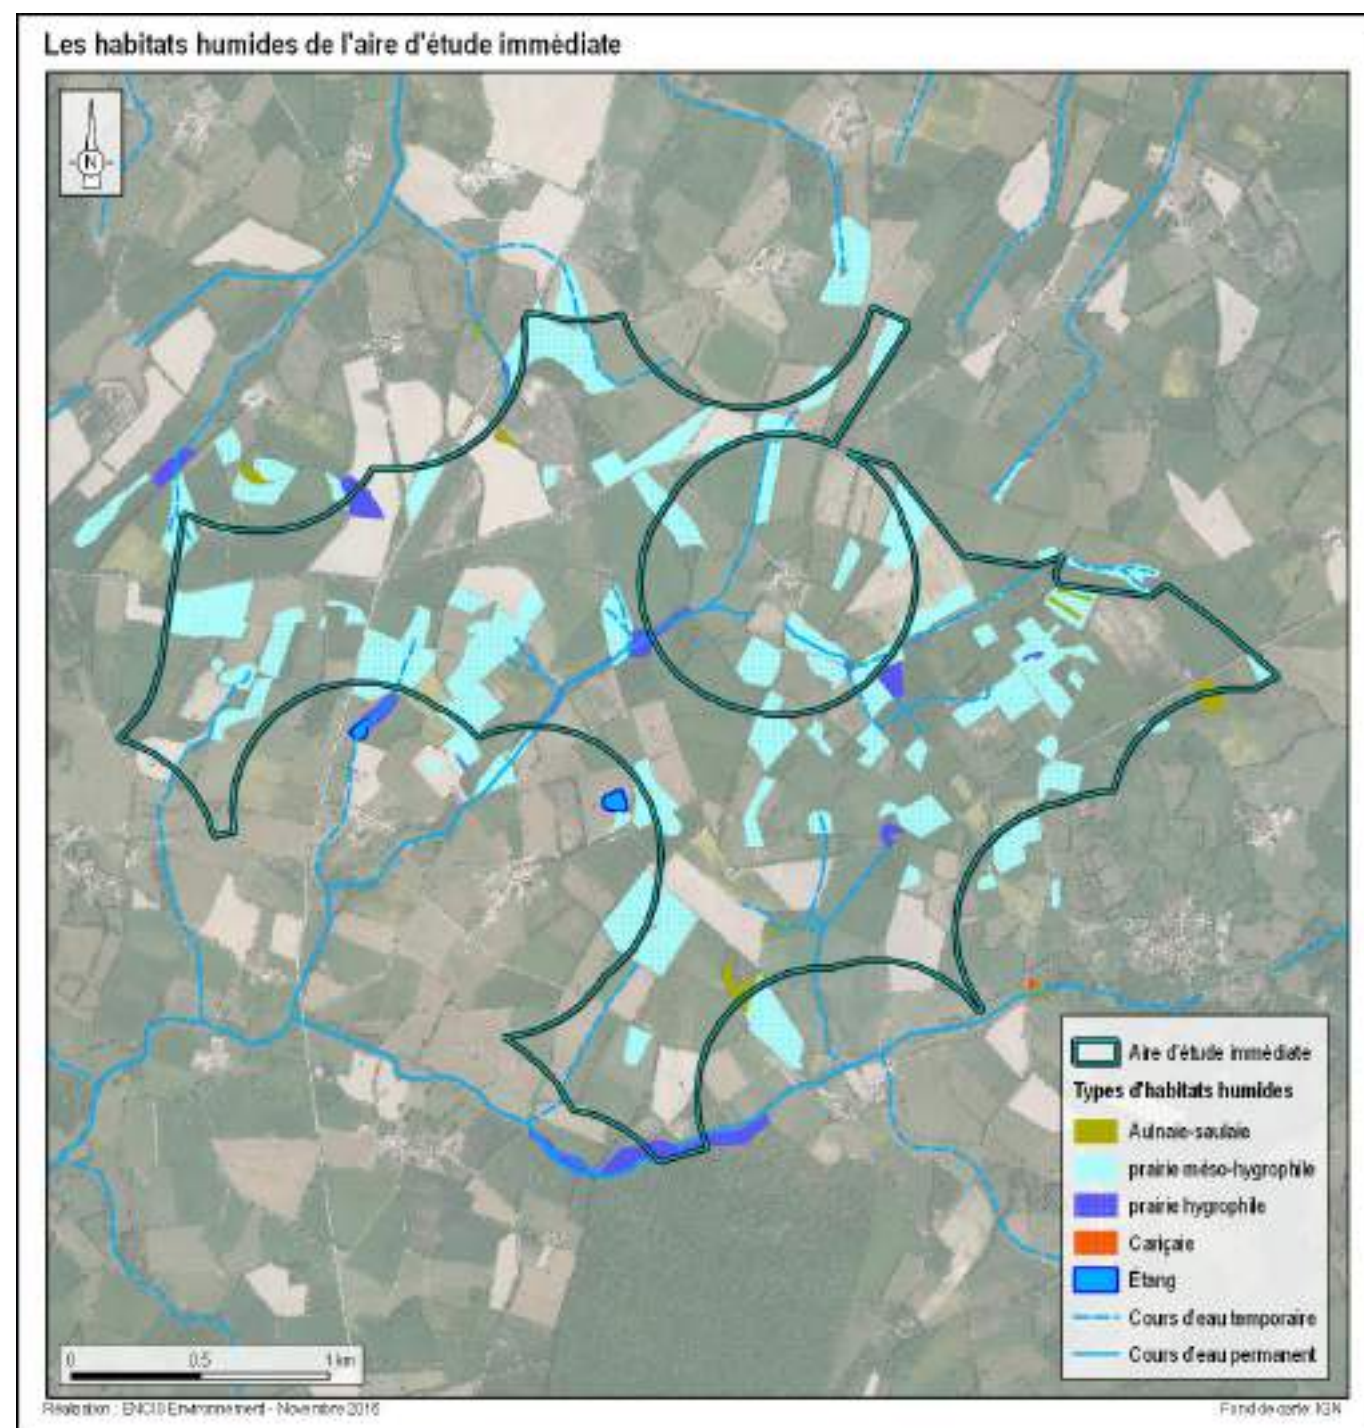 Les habitats humides de l'aire d'étude immédiate
N
Aire d'étude immédiate
Types d'habitats humides
Aulnaie-saulaie
prairie méso-hygrophile
prairie hygrophile
Cariçaie
Étang
Cours d'eau temporaire
Cours d'eau permanent
0 0.5 1 km
Réalisation : ENCIS Environnement - Novembre 2016
Fond de carte: IGN